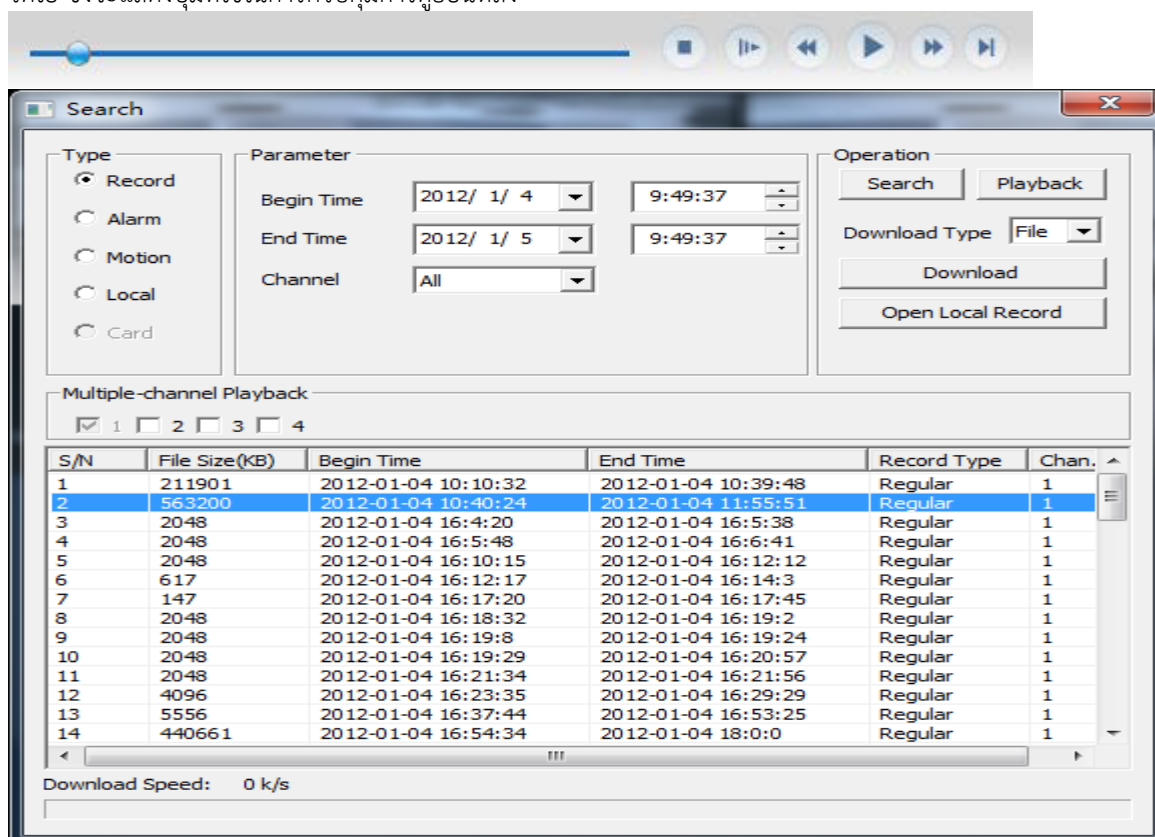 Search
Type
Record
Alarm
Motion
Local
Card
Parameter
Begin Time 2012/ 1/ 4 9:49:37
End Time 2012/ 1/ 5 9:49:37
Channel All
Operation
Search Playback
Download Type File
Download
Open Local Record
Multiple-channel Playback
1 2 3 4
S/N File Size(KB) Begin Time End Time Record Type Chan.
1 211901 2012-01-04 10:10:32 2012-01-04 10:39:48 Regular 1
2 563200 2012-01-04 10:40:24 2012-01-04 11:55:51 Regular 1
3 2048 2012-01-04 16:4:20 2012-01-04 16:5:38 Regular 1
4 2048 2012-01-04 16:5:48 2012-01-04 16:6:41 Regular 1
5 2048 2012-01-04 16:10:15 2012-01-04 16:12:12 Regular 1
6 617 2012-01-04 16:12:17 2012-01-04 16:14:3 Regular 1
7 147 2012-01-04 16:17:20 2012-01-04 16:17:45 Regular 1
8 2048 2012-01-04 16:18:32 2012-01-04 16:19:2 Regular 1
9 2048 2012-01-04 16:19:8 2012-01-04 16:19:24 Regular 1
10 2048 2012-01-04 16:19:29 2012-01-04 16:20:57 Regular 1
11 2048 2012-01-04 16:21:34 2012-01-04 16:21:56 Regular 1
12 4096 2012-01-04 16:23:35 2012-01-04 16:29:29 Regular 1
13 5556 2012-01-04 16:37:44 2012-01-04 16:53:25 Regular 1
14 440661 2012-01-04 16:54:34 2012-01-04 18:0:0 Regular 1
Download Speed: 0 k/s